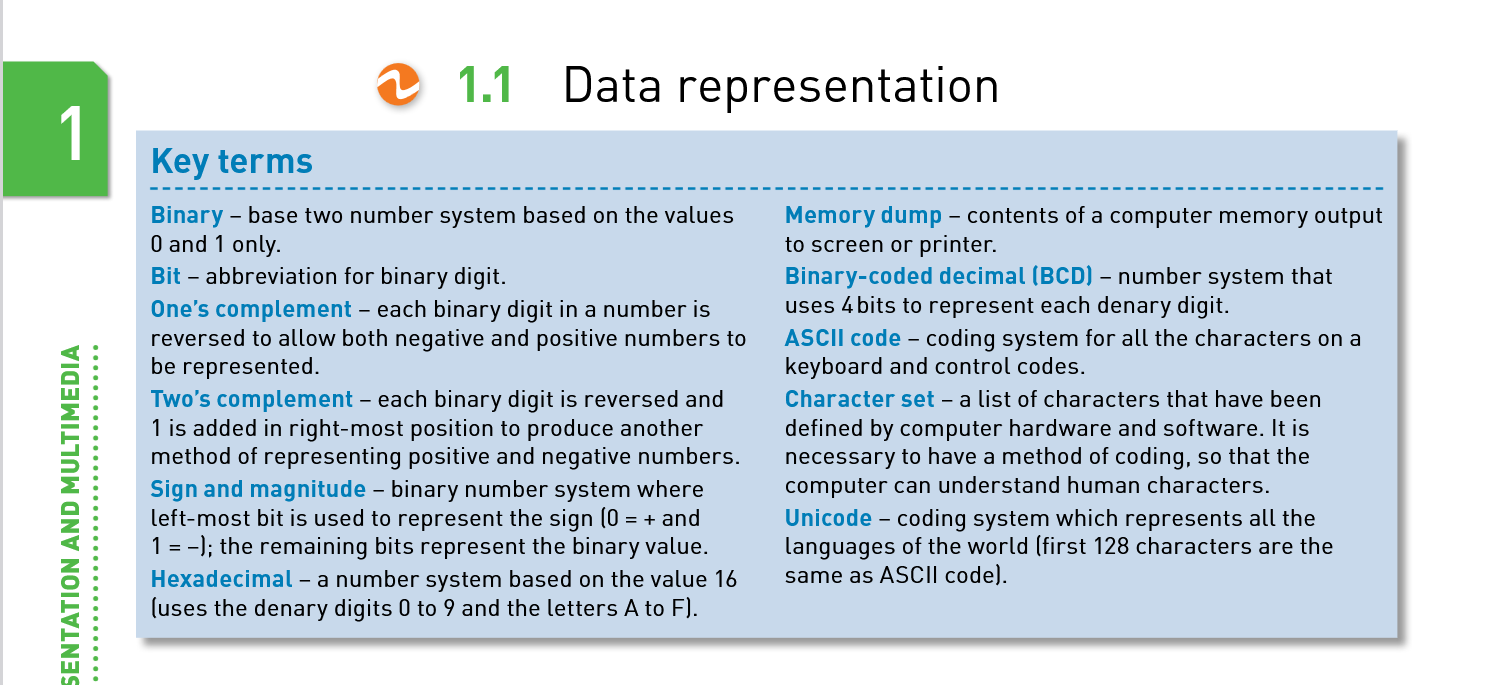 1
1.1 Data representation
Key terms
Binary – base two number system based on the values
0 and 1 only.
Bit – abbreviation for binary digit.
One’s complement – each binary digit in a number is
reversed to allow both negative and positive numbers to
be represented.
Two’s complement – each binary digit is reversed and
1 is added in right-most position to produce another
method of representing positive and negative numbers.
Sign and magnitude – binary number system where
left-most bit is used to represent the sign (0 = + and
1 = –); the remaining bits represent the binary value.
Hexadecimal – a number system based on the value 16
(uses the denary digits 0 to 9 and the letters A to F).
Memory dump – contents of a computer memory output
to screen or printer.
Binary-coded decimal (BCD) – number system that
uses 4 bits to represent each denary digit.
ASCII code – coding system for all the characters on a
keyboard and control codes.
Character set – a list of characters that have been
defined by computer hardware and software. It is
necessary to have a method of coding, so that the
computer can understand human characters.
Unicode – coding system which represents all the
languages of the world (first 128 characters are the
same as ASCII code).
SENTATION AND MULTIMEDIA